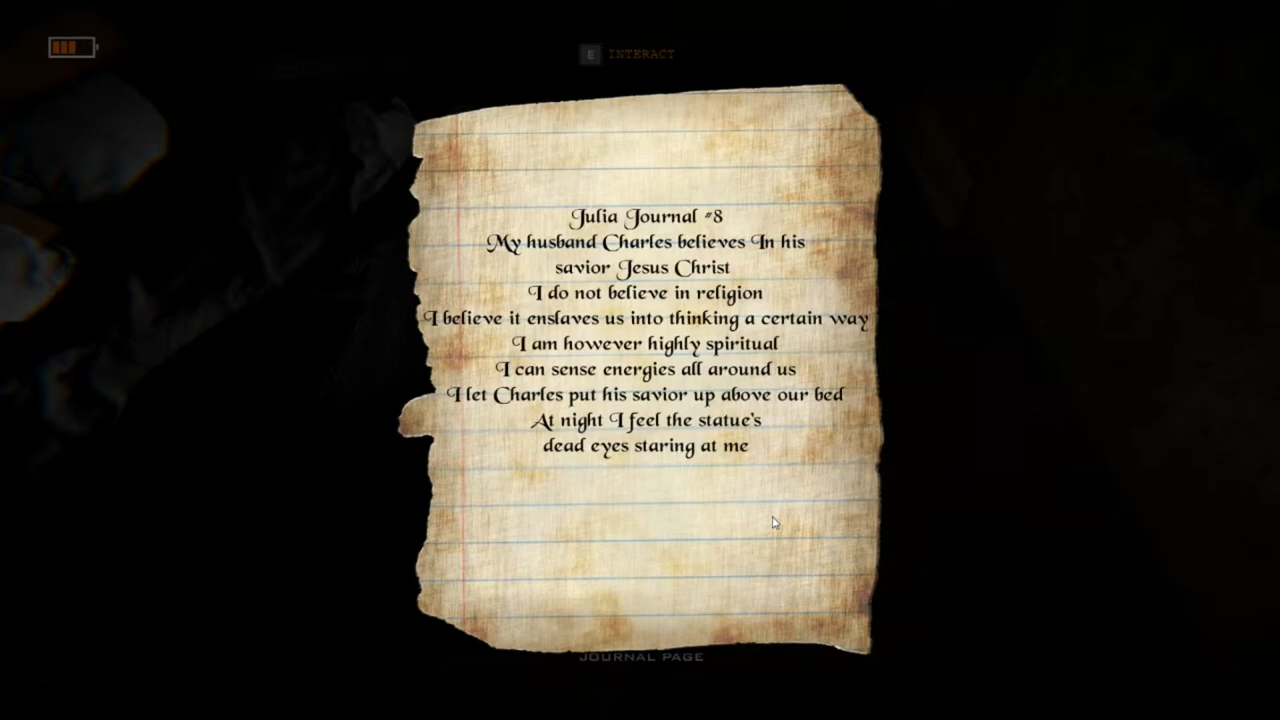 E INTERACT
Julia Journal #8
My husband Charles believes In his
savior Jesus Christ
I do not believe in religion
I believe it enslaves us into thinking a certain way
I am however highly spiritual
I can sense energies all around us
I let Charles put his savior up above our bed
At night I feel the statue's
dead eyes staring at me
JOURNAL PAGE